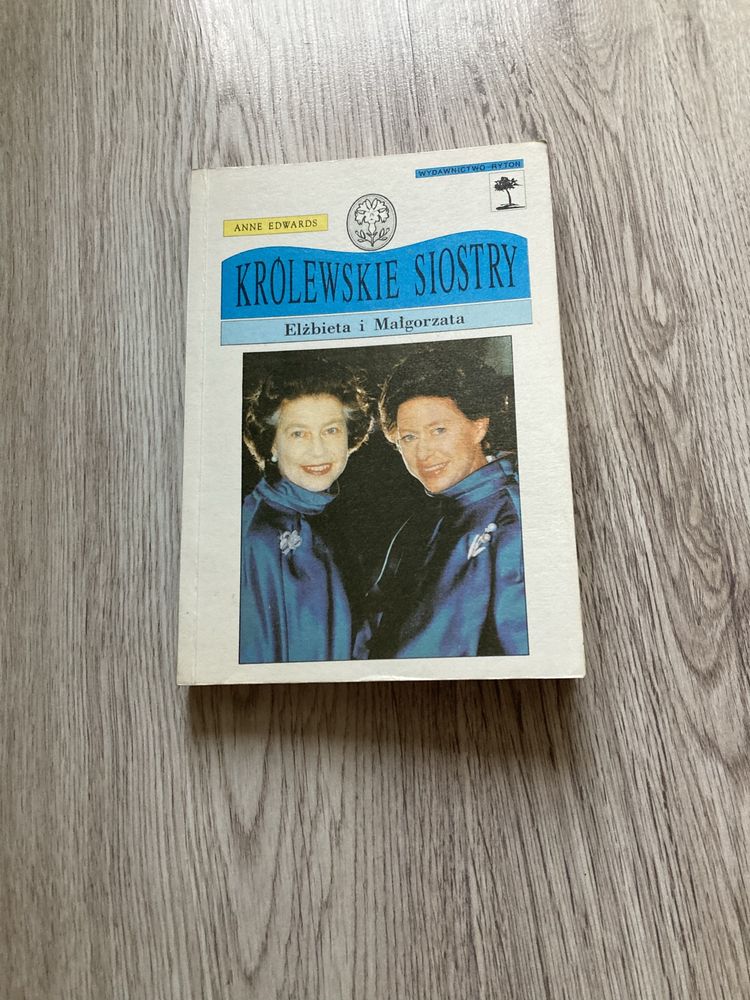 WYDAWNICTWO RYTON
ANNE EDWARDS
KRÓLEWSKIE SIOSTRY
Elżbieta i Małgorzata